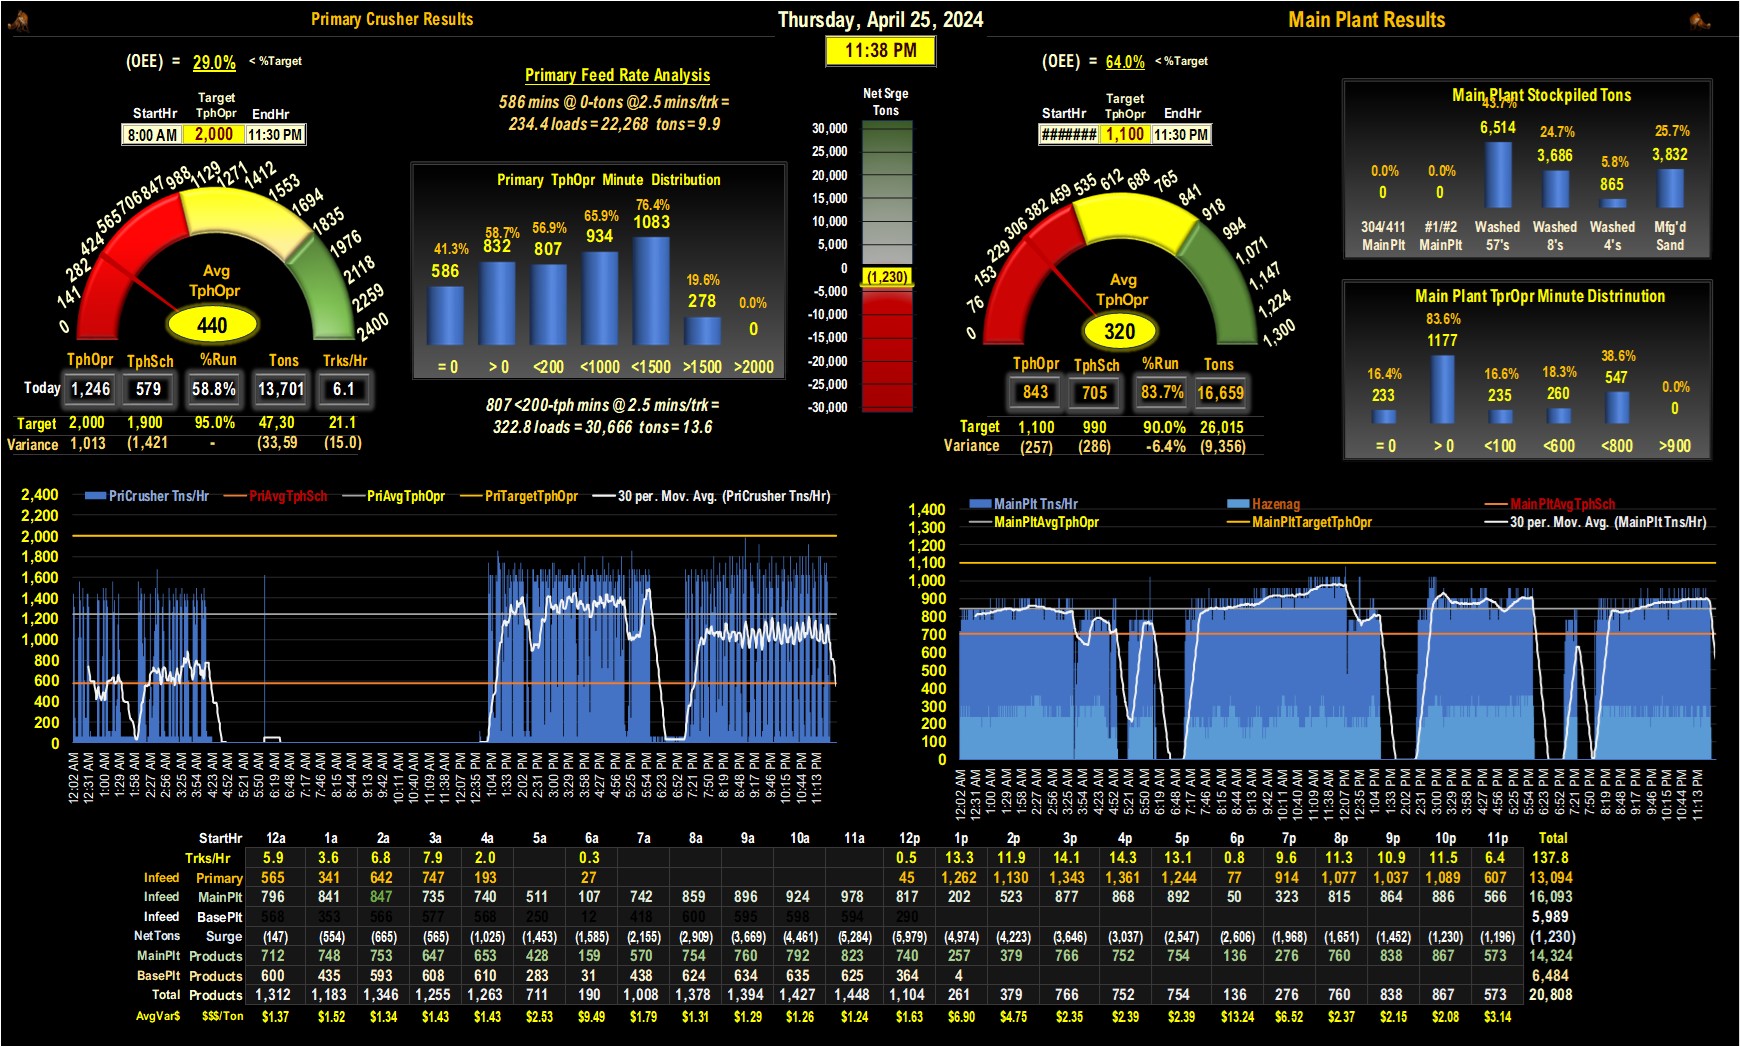 Primary Crusher Results
Thursday, April 25, 2024
Main Plant Results
11:38 PM
(OEE) = 29.0% < %Target
StartHr Target TphOpr EndHr
8:00 AM 2,000 11:30 PM
Primary Feed Rate Analysis
586 mins @ 0-tons @2.5 mins/trk =
234.4 loads = 22,268 tons= 9.9
0 141 282 424 565 706 847 988 1129 1271 1412 1553 1694 1835 1976 2118 2259 2400
Avg
TphOpr
440
TphOpr TphSch %Run Tons Trks/Hr
Today 1,246 579 58.8% 13,701 6.1
Target 2,000 1,900 95.0% 47,30 21.1
Variance 1,013 (1,421 - (33,59 (15.0)
Primary TphOpr Minute Distribution
41.3% 58.7% 56.9% 65.9% 76.4% 19.6% 0.0%
586 832 807 934 1083 278 0
= 0 > 0 <200 <1000 <1500 >1500 >2000
807 <200-tph mins @ 2.5 mins/trk =
322.8 loads = 30,666 tons = 13.6
Net Srge
Tons
30,000
25,000
20,000
15,000
10,000
5,000
0
(1,230)
-5,000
-10,000
-15,000
-20,000
-25,000
-30,000
(OEE) = 64.0% < %Target
StartHr Target TphOpr EndHr
####### 1,100 11:30 PM
0 76 153 229 306 382 459 535 612 688 765 841 918 994 1,071 1,147 1,224 1,300
Avg
TphOpr
320
TphOpr TphSch %Run Tons
843 705 83.7% 16,659
Target 1,100 990 90.0% 26,015
Variance (257) (286) -6.4% (9,356)
Main Plant Stockpiled Tons
0.0% 0.0% 43.7% 24.7% 5.8% 25.7%
0 0 6,514 3,686 865 3,832
304/411 #1/#2 Washed Washed Washed Mfg'd
MainPlt MainPlt 57's 8's 4's Sand
Main Plant TprOpr Minute Distrinution
16.4% 83.6% 16.6% 18.3% 38.6% 0.0%
233 1177 235 260 547 0
= 0 > 0 <100 <600 <800 >900
PriCrusher Tns/Hr PriAvgTphSch PriAvgTphOpr PriTargetTphOpr 30 per. Mov. Avg. (PriCrusher Tns/Hr)
2,400
2,200
2,000
1,800
1,600
1,400
1,200
1,000
800
600
400
200
0
12:02 AM 12:31 AM 1:00 AM 1:29 AM 1:58 AM 2:27 AM 2:56 AM 3:25 AM 3:54 AM 4:23 AM 4:52 AM 5:21 AM 5:50 AM 6:19 AM 6:48 AM 7:17 AM 7:46 AM 8:15 AM 8:44 AM 9:13 AM 9:42 AM 10:11 AM 10:40 AM 11:09 AM 11:38 AM 12:07 PM 12:35 PM 1:04 PM 1:33 PM 2:02 PM 2:31 PM 3:00 PM 3:29 PM 3:58 PM 4:27 PM 4:56 PM 5:25 PM 5:54 PM 6:23 PM 6:52 PM 7:21 PM 7:50 PM 8:19 PM 8:48 PM 9:17 PM 9:46 PM 10:15 PM 10:44 PM 11:13 PM
MainPlt Tns/Hr Hazenag MainPltAvgTphSch
MainPltAvgTphOpr MainPltTargetTphOpr 30 per. Mov. Avg. (MainPlt Tns/Hr)
1,400
1,300
1,200
1,100
1,000
900
800
700
600
500
400
300
200
100
0
12:02 AM 12:31 AM 1:00 AM 1:29 AM 1:58 AM 2:27 AM 2:56 AM 3:25 AM 3:54 AM 4:23 AM 4:52 AM 5:21 AM 5:50 AM 6:19 AM 6:48 AM 7:17 AM 7:46 AM 8:15 AM 8:44 AM 9:13 AM 9:42 AM 10:11 AM 10:40 AM 11:09 AM 11:38 AM 12:07 PM 12:35 PM 1:04 PM 1:33 PM 2:02 PM 2:31 PM 3:00 PM 3:29 PM 3:58 PM 4:27 PM 4:56 PM 5:25 PM 5:54 PM 6:23 PM 6:52 PM 7:21 PM 7:50 PM 8:19 PM 8:48 PM 9:17 PM 9:46 PM 10:15 PM 10:44 PM 11:13 PM
StartHr 12a 1a 2a 3a 4a 5a 6a 7a 8a 9a 10a 11a 12p 1p 2p 3p 4p 5p 6p 7p 8p 9p 10p 11p Total
Trks/Hr 5.9 3.6 6.8 7.9 2.0 0.3 0.5 13.3 11.9 14.1 14.3 13.1 0.8 9.6 11.3 10.9 11.5 6.4 137.8
Infeed Primary 565 341 642 747 193 27 45 1,262 1,130 1,343 1,361 1,244 77 914 1,077 1,037 1,089 607 13,094
Infeed MainPlt 796 841 847 735 740 511 107 742 859 896 924 978 817 202 523 877 868 892 50 323 815 864 886 566 16,093
Infeed BasePlt 568 353 566 577 568 250 12 418 600 595 598 594 290 5,989
NetTons Surge (147) (554) (665) (565) (1,025) (1,453) (1,585) (2,155) (2,909) (3,669) (4,461) (5,284) (5,979) (4,974) (4,223) (3,646) (3,037) (2,547) (2,606) (1,968) (1,651) (1,452) (1,230) (1,196) (1,230)
MainPlt Products 712 748 753 647 653 428 159 570 754 760 792 823 740 257 379 766 752 754 136 276 760 838 867 573 14,324
BasePlt Products 600 435 593 608 610 283 31 438 624 634 635 625 364 4 6,484
Total Products 1,312 1,183 1,346 1,255 1,263 711 190 1,008 1,378 1,394 1,427 1,448 1,104 261 379 766 752 754 136 276 760 838 867 573 20,808
AvgVar$ $$$/Ton $1.37 $1.52 $1.34 $1.43 $1.43 $2.53 $9.49 $1.79 $1.31 $1.29 $1.26 $1.24 $1.63 $6.90 $4.75 $2.35 $2.39 $2.39 $13.24 $6.52 $2.37 $2.15 $2.08 $3.14